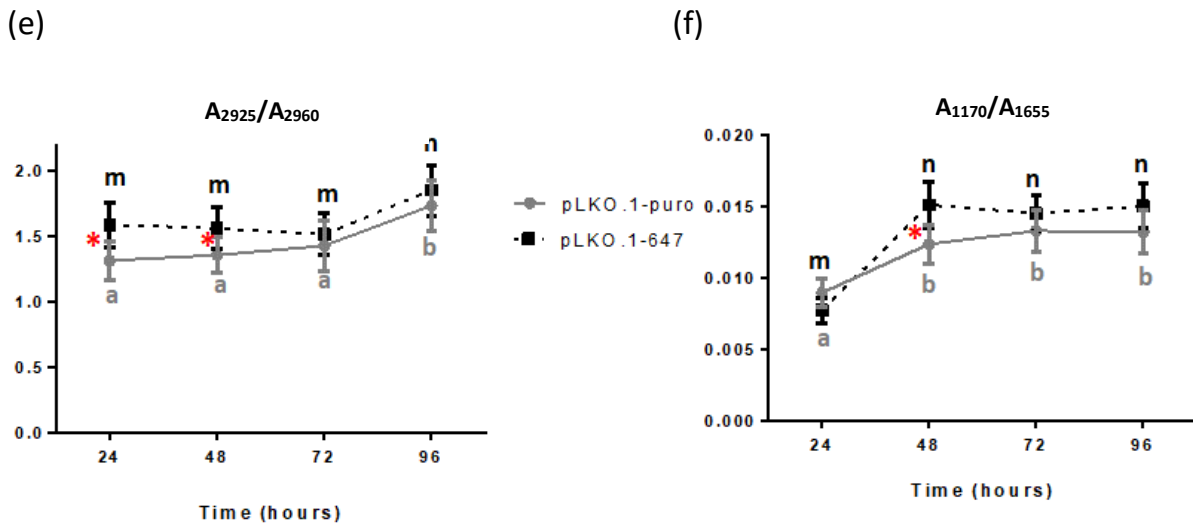 (e)
(f)
A₂₉₂₅/A₂₉₆₀
A₁₁₇₀/A₁₆₅₅
2.0
1.5
1.0
0.5
0.0
m
m
m
n
*
*
a
a
a
b
24
48
72
96
Time (hours)
pLKO.1-puro
pLKO.1-647
0.020
0.015
0.010
0.005
0.000
m
n
n
n
*
a
b
b
b
24
48
72
96
Time (hours)